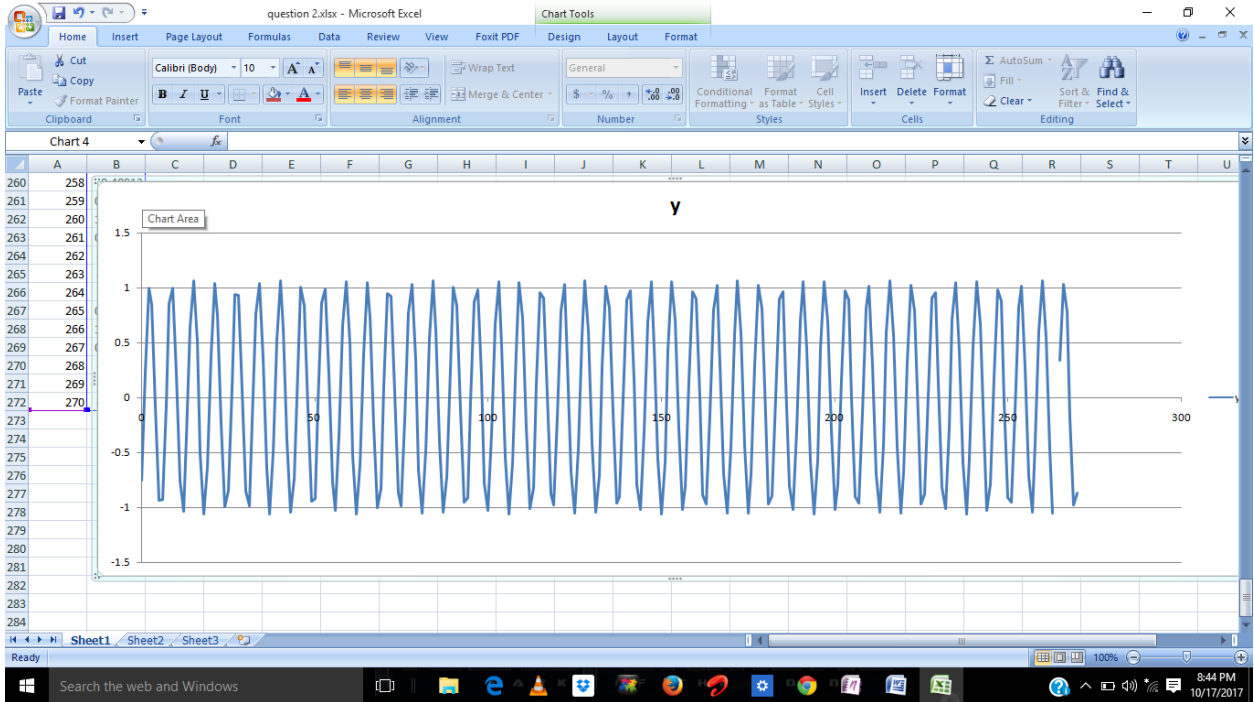 question 2.xlsx - Microsoft Excel
Chart Tools
Home Insert Page Layout Formulas Data Review View Foxit PDF Design Layout Format
Paste
Cut
Copy
Format Painter
Clipboard
Calibri (Body) 10
B I U
Font
Wrap Text
Merge & Center
Alignment
General
$ % ,
Number
Conditional Formatting
Format as Table
Cell Styles
Styles
Insert Delete Format
Cells
Σ AutoSum
Fill
Clear
Sort & Filter
Find & Select
Editing
Chart 4
fx
A B C D E F G H I J K L M N O P Q R S T U
260 258
261 259
262 260
263 261
264 262
265 263
266 264
267 265
268 266
269 267
270 268
271 269
272 270
273
274
275
276
277
278
279
280
281
282
283
284
y
Chart Area
1.5
1
0.5
0
-0.5
-1
-1.5
0 50 100 150 200 250 300
y
Sheet1 Sheet2 Sheet3
Ready
100%
Search the web and Windows
8:44 PM
10/17/2017